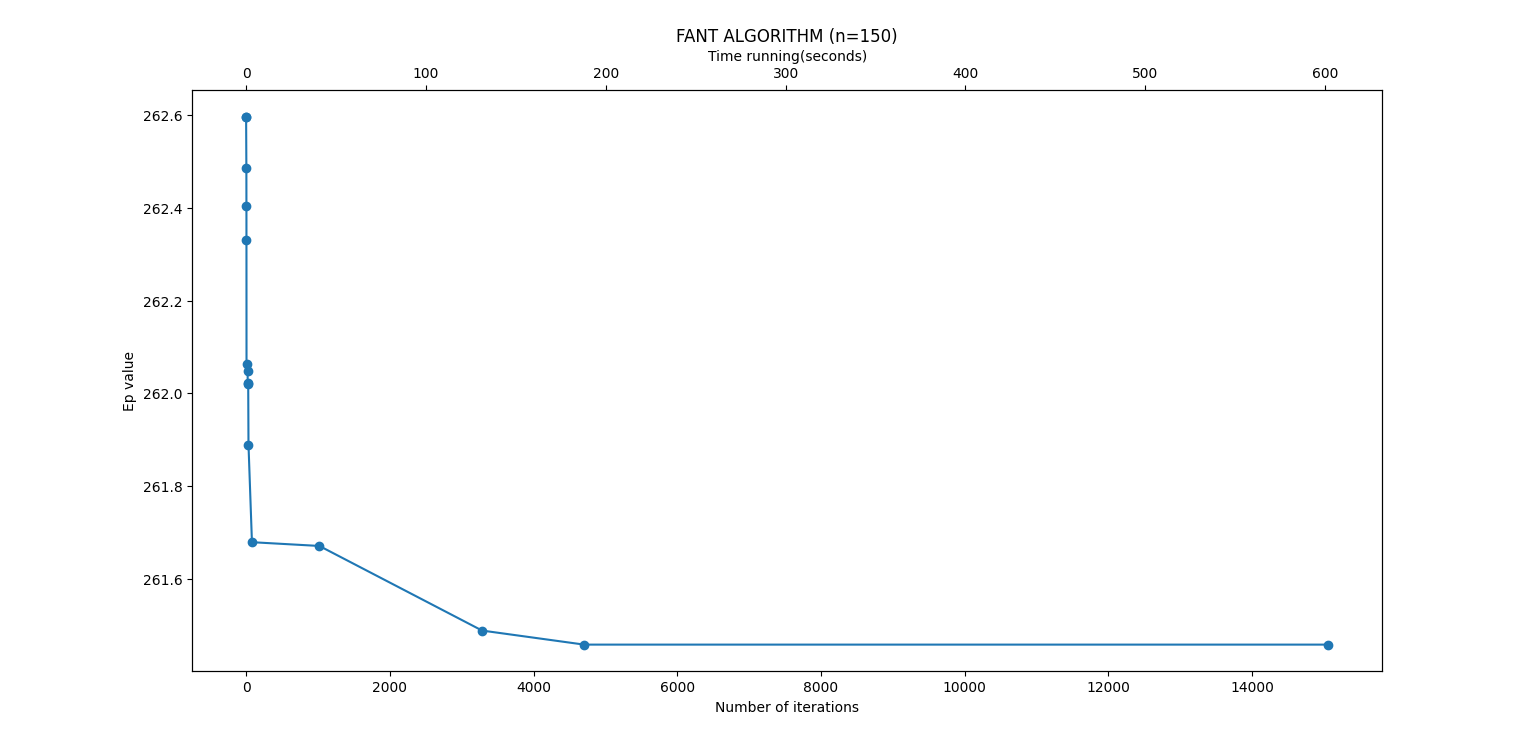 FANT ALGORITHM (n=150)
Time running(seconds)
0 100 200 300 400 500 600
262.6
262.4
262.2
262.0
261.8
261.6
Ep value
0 2000 4000 6000 8000 10000 12000 14000
Number of iterations